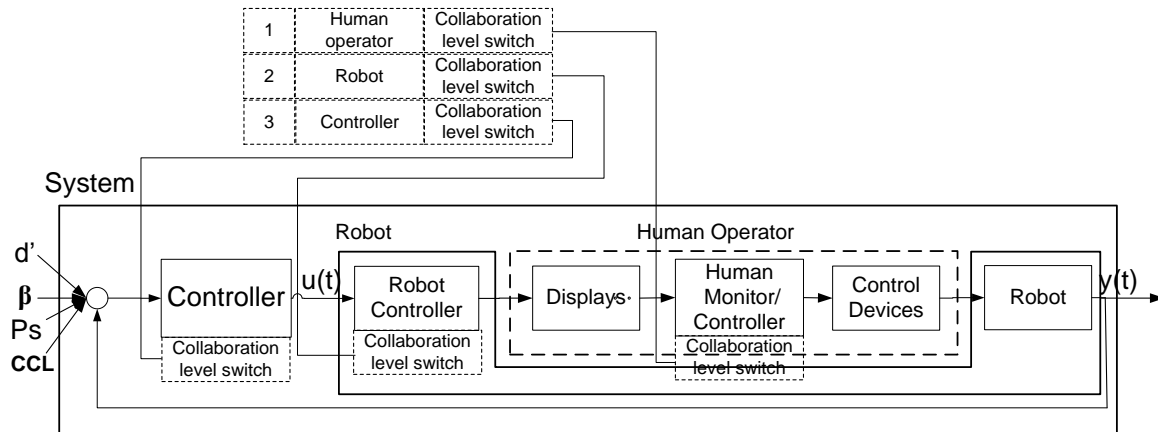 1
Human
operator
Collaboration
level switch
2
Robot
Collaboration
level switch
3
Controller
Collaboration
level switch
System
Robot
Human Operator
d'
β
Ps
CCL
Controller
Collaboration
level switch
u(t)
Robot
Controller
Collaboration
level switch
Displays
Human
Monitor/
Controller
Collaboration
level switch
Control
Devices
Robot
y(t)